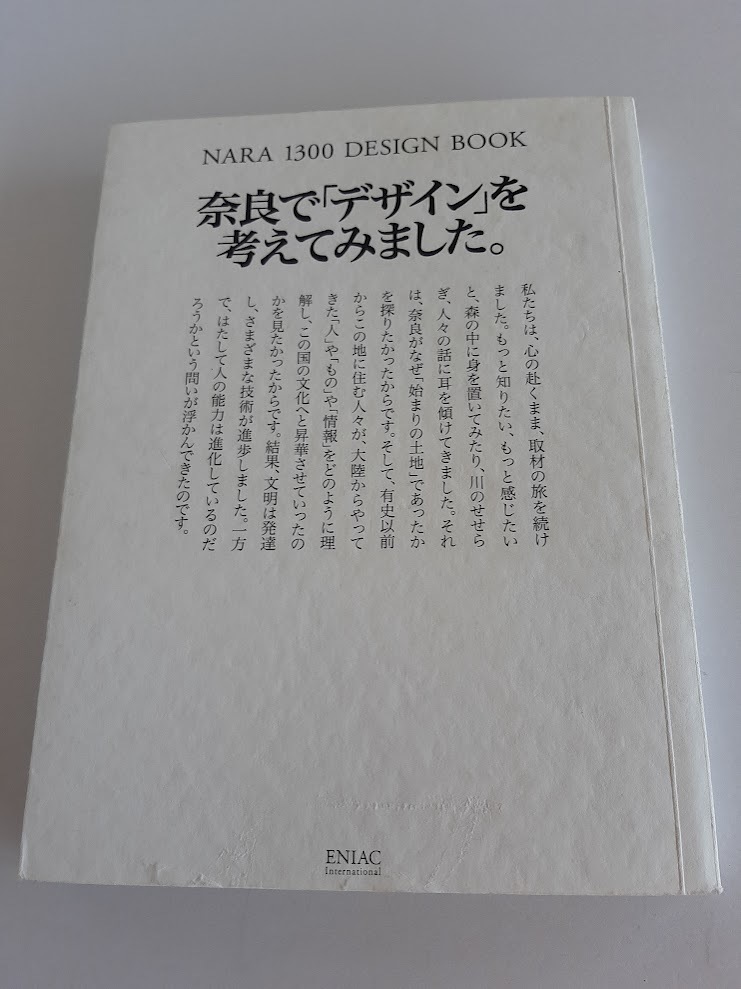 NARA 1300 DESIGN BOOK
奈良で「デザイン」を
考えてみました。
私たちは、心の赴くまま、取材の旅を続け
ました。もっと知りたい、もっと感じたい
と、森の中に身を置いてみたり、川のせせら
ぎ、人々の話に耳を傾けてきました。それ
は、奈良がなぜ「始まりの土地」であったか
を探りたかったからです。そして、有史以前
からこの地に住む人々が、大陸からやって
きた「人」や「もの」や「情報」をどのように理
解し、この国の文化へと昇華させていったの
かを見たかったからです。結果、文明は発達
し、さまざまな技術が進歩しました。一方
で、はたして人の能力は進化しているのだ
ろうかという問いが浮かんできたのです。
ENIAC
International